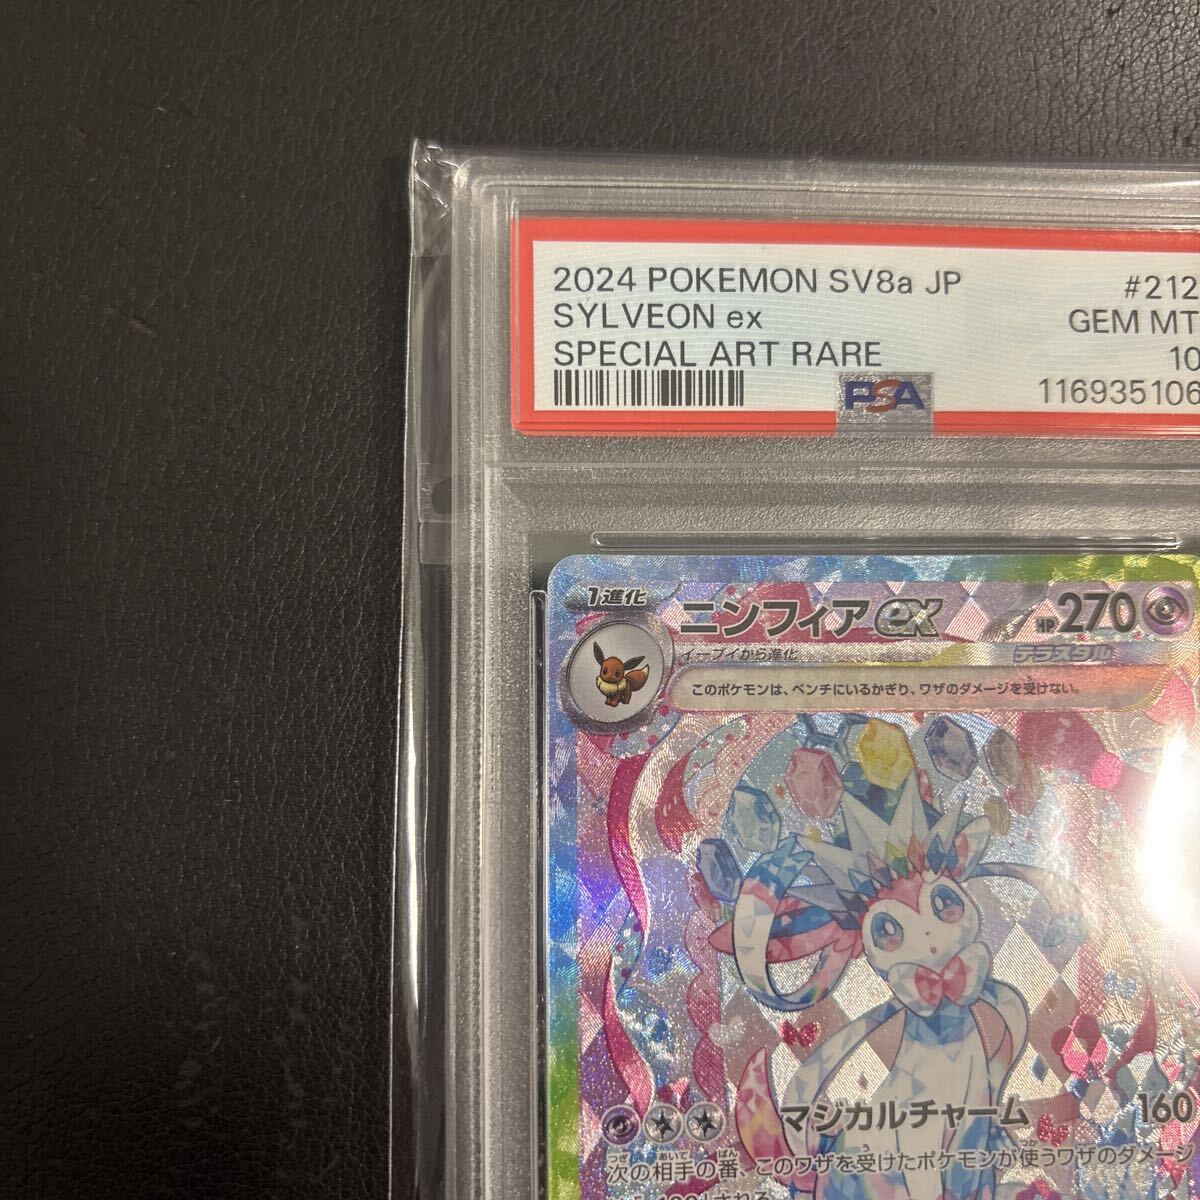 2024 POKEMON SV8a JP #212
SYLVEON ex GEM MT
SPECIAL ART RARE 10
PSA 116935106
1進化 ニンフィアex HP270
イーブイから進化 テラスタル
このポケモンは、ベンチにいるかぎり、ワザのダメージを受けない。
マジカルチャーム 160
次の相手の番、このワザを受けたポケモンが使うワザのダメージ